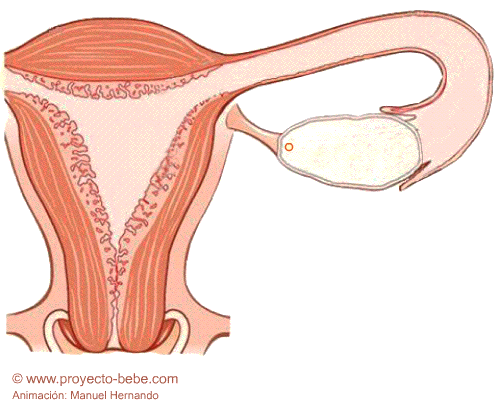 © www.proyecto-bebe.com
Animación: Manuel Hernando